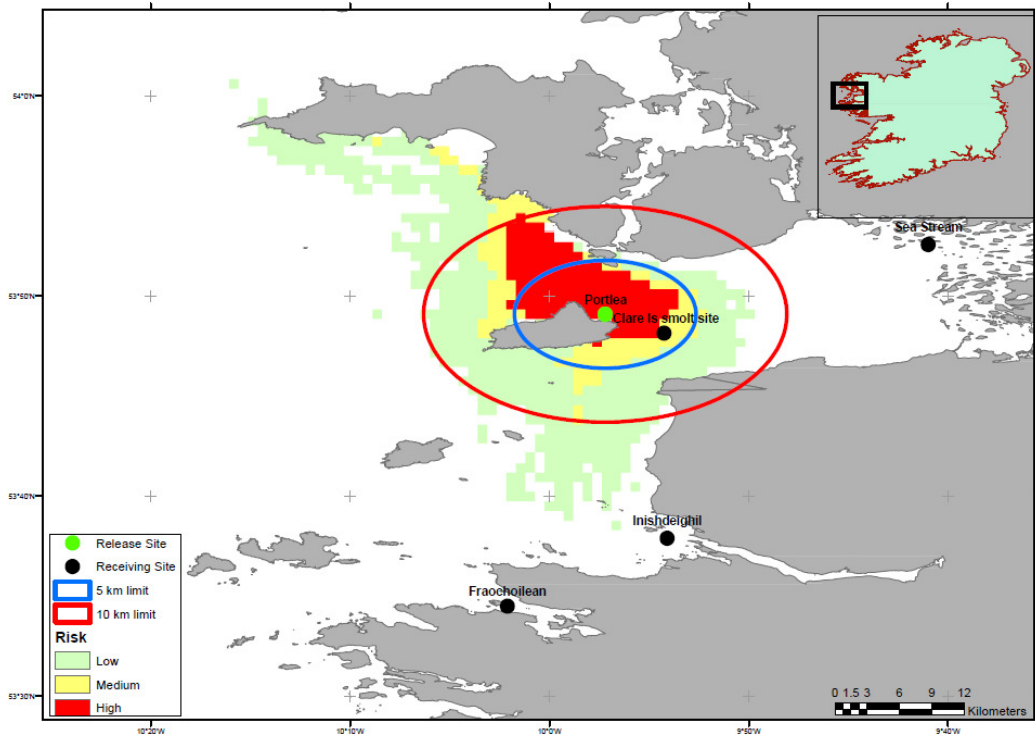 54°0'N
53°50'N
53°40'N
53°30'N
Sea Stream
Portlea
Clare Is smolt site
Inishdeighil
Fraochoilean
Release Site
Receiving Site
5 km limit
10 km limit
Risk
Low
Medium
High
0 1.5 3 6 9 12
Kilometers
10°20'W 10°10'W 10°0'W 9°50'W 9°40'W